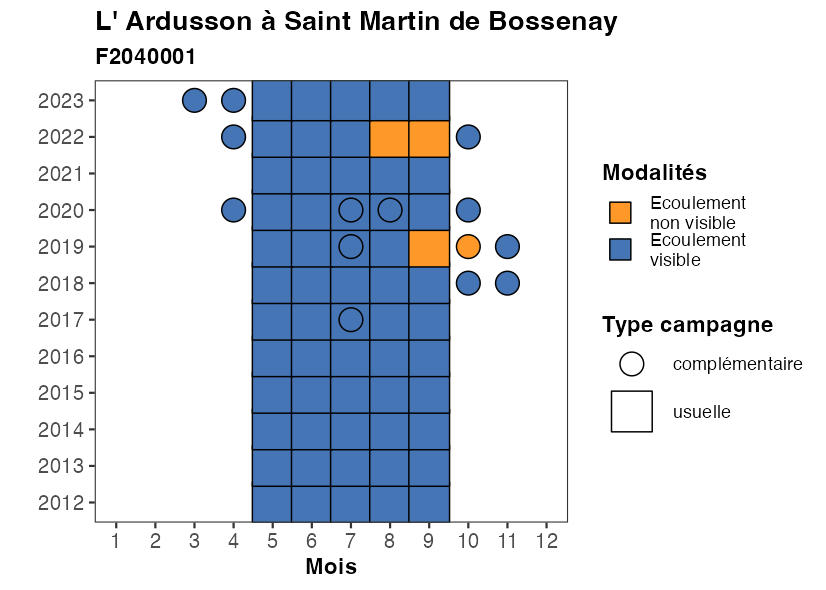 L' Ardusson à Saint Martin de Bossenay
F2040001
2023
2022
2021
2020
2019
2018
2017
2016
2015
2014
2013
2012
1 2 3 4 5 6 7 8 9 10 11 12
Mois
Modalités
Ecoulement
non visible
Ecoulement
visible
Type campagne
complémentaire
usuelle